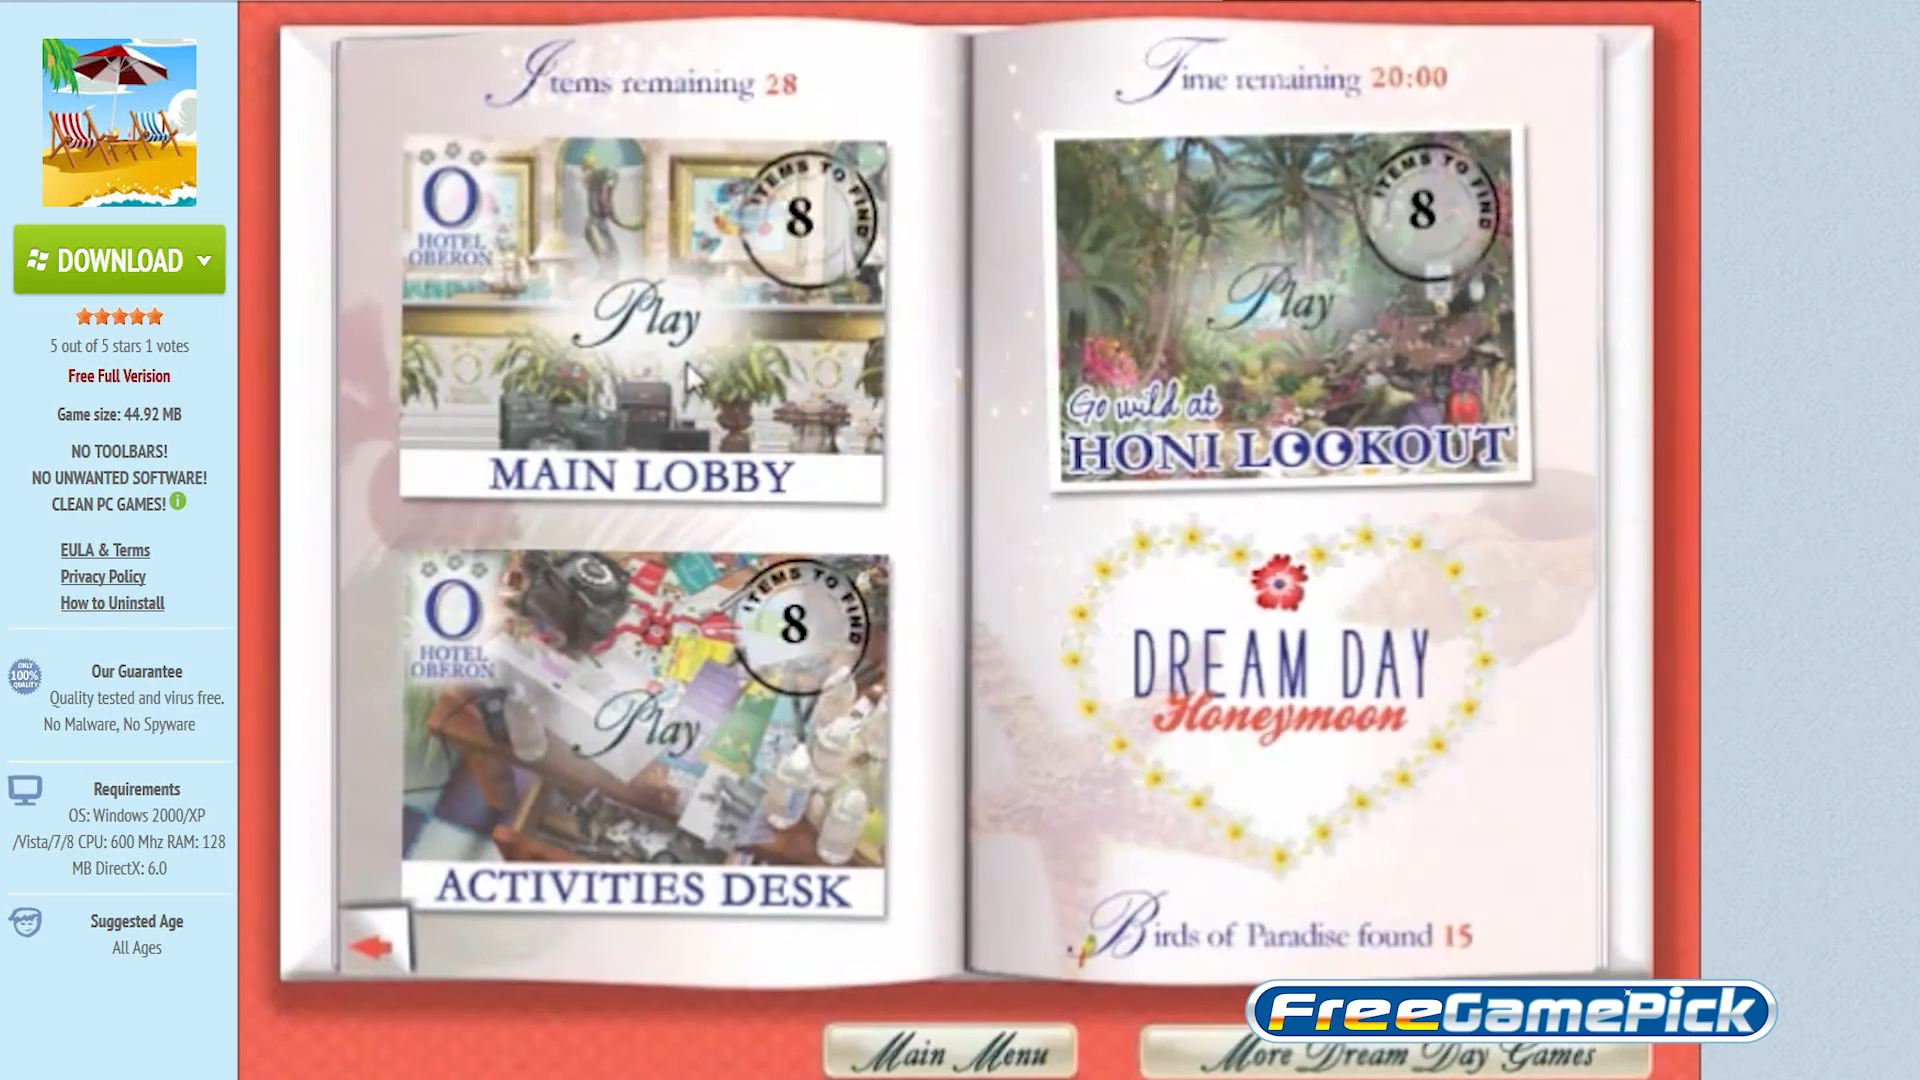 DOWNLOAD
5 out of 5 stars 1 votes
Free Full Verision
Game size: 44.92 MB
NO TOOLBARS!
NO UNWANTED SOFTWARE!
CLEAN PC GAMES!
EULA & Terms
Privacy Policy
How to Uninstall
ONLY
100%
QUALITY
Our Guarantee
Quality tested and virus free.
No Malware, No Spyware
Requirements
OS: Windows 2000/XP
/Vista/7/8 CPU: 600 Mhz RAM: 128
MB DirectX: 6.0
Suggested Age
All Ages
Items remaining 28
O
HOTEL
OBERON
ITEMS TO FIND
8
Play
MAIN LOBBY
O
HOTEL
OBERON
ITEMS TO FIND
8
Play
ACTIVITIES DESK
Time remaining 20:00
ITEMS TO FIND
8
Play
Go wild at
HONI LOOKOUT
DREAM DAY
Honeymoon
Birds of Paradise found 15
FreeGamePick
Main Menu
More Dream Day Games